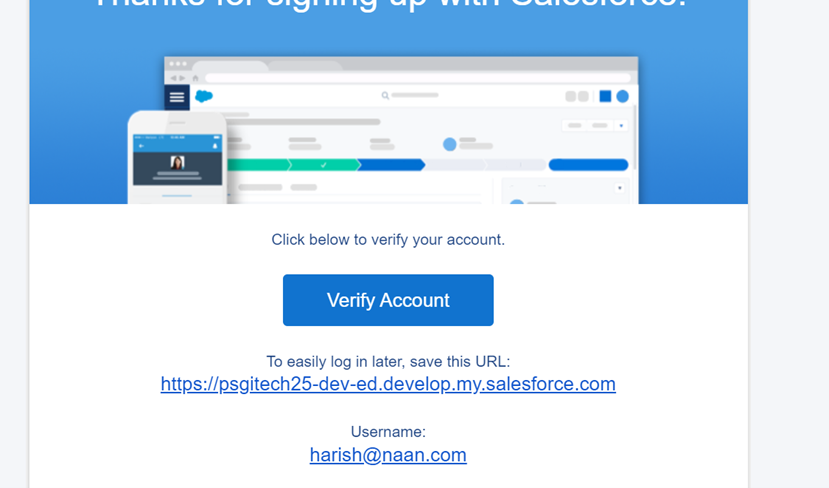 Thanks for signing up with Salesforce!
Click below to verify your account.
Verify Account
To easily log in later, save this URL:
https://psgitech25-dev-ed.develop.my.salesforce.com
Username:
harish@naan.com